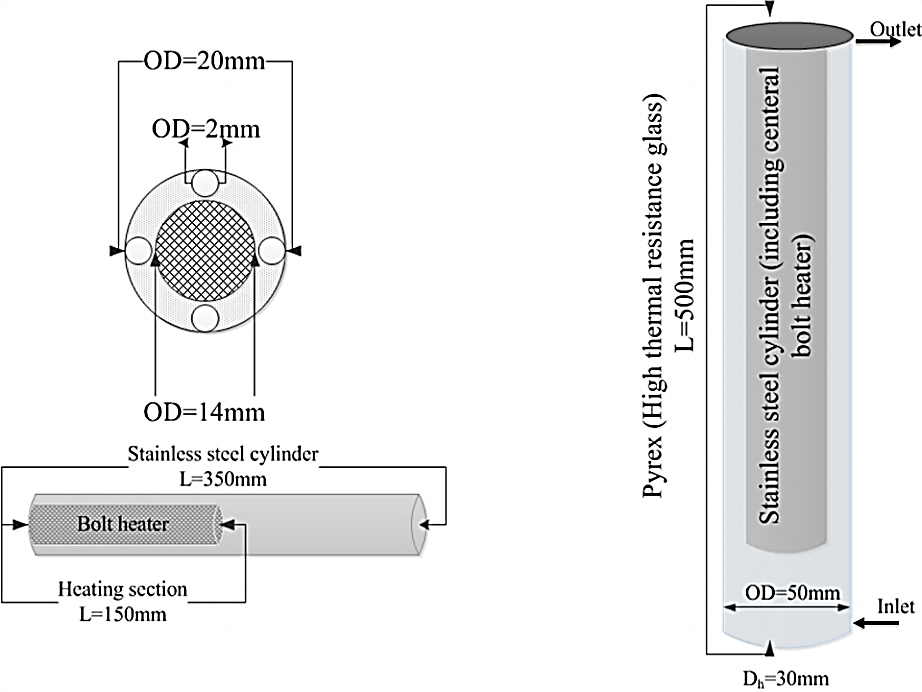 OD=20mm
OD=2mm
OD=14mm
Stainless steel cylinder
L=350mm
Bolt heater
Heating section
L=150mm
Pyrex (High thermal resistance glass)
L=500mm
Stainless steel cylinder (including centeral
bolt heater)
Outlet
OD=50mm
Inlet
Dh=30mm